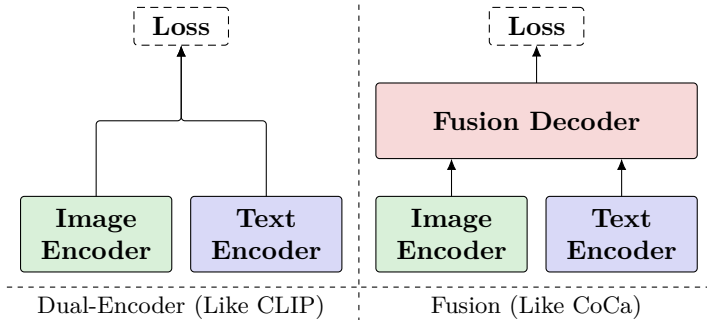 Loss
Image
Encoder
Text
Encoder
Dual-Encoder (Like CLIP)
Loss
Fusion Decoder
Image
Encoder
Text
Encoder
Fusion (Like CoCa)